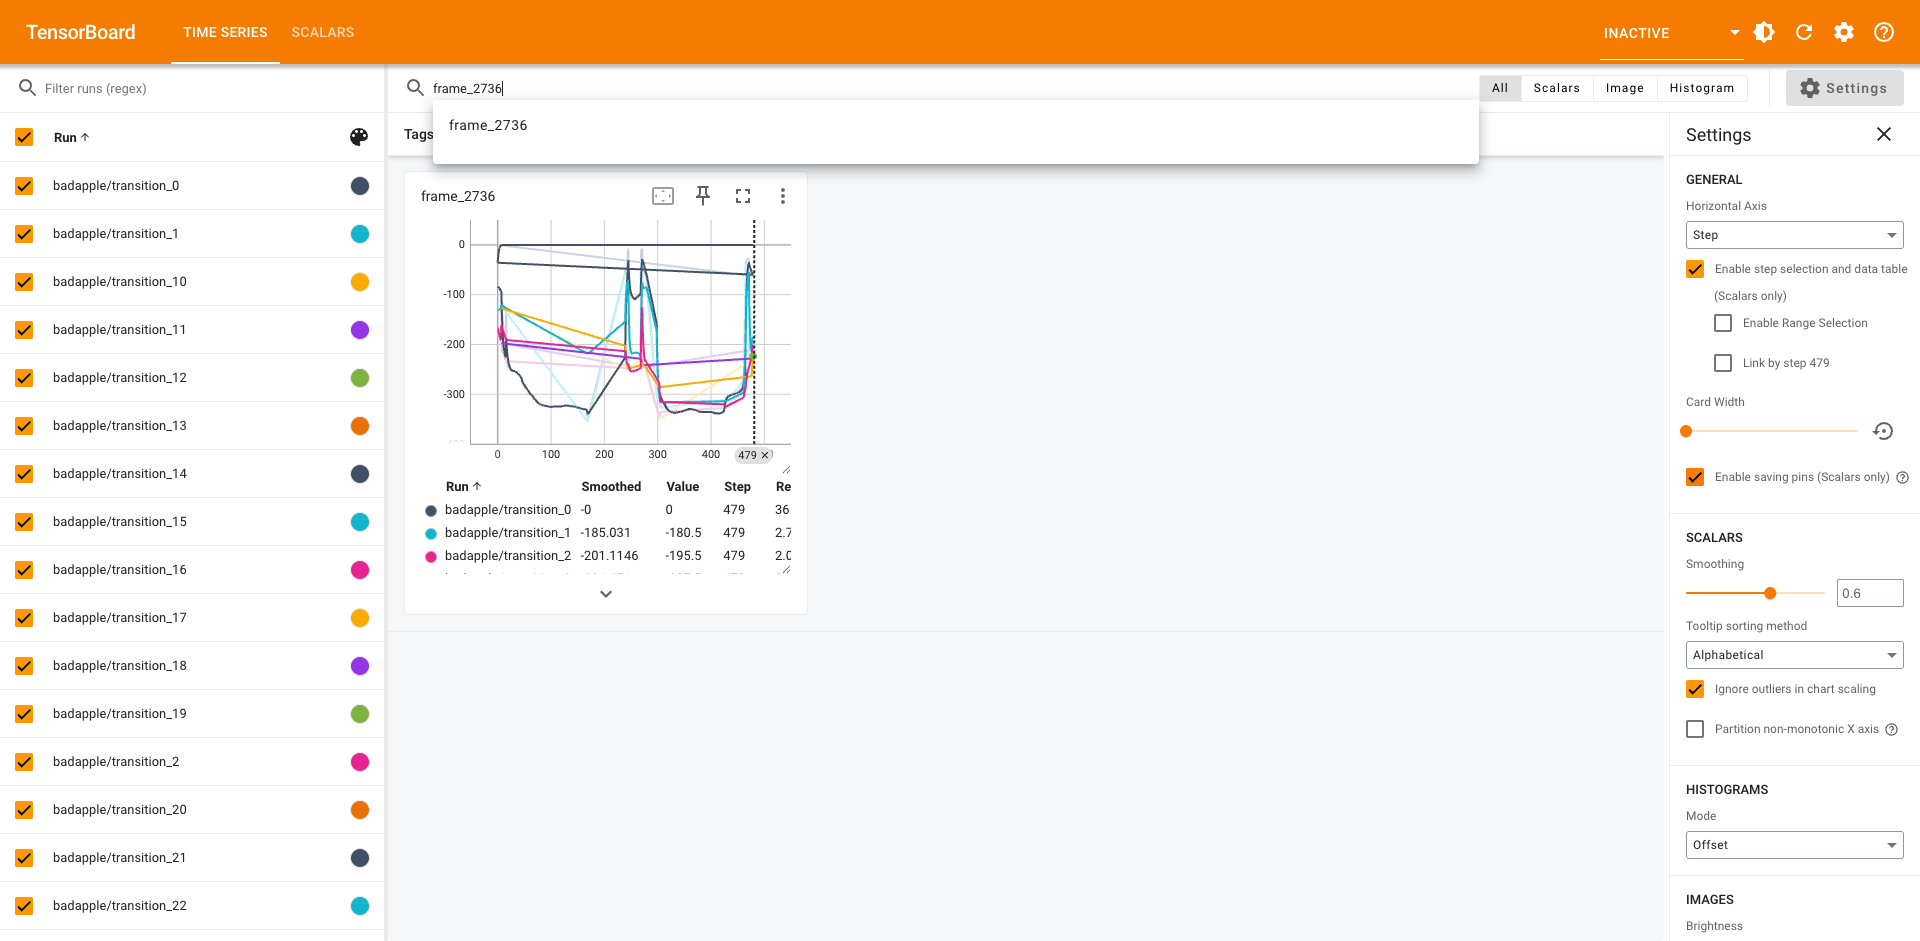 TensorBoard
TIME SERIES
SCALARS
INACTIVE
Filter runs (regex)
frame_2736
All
Scalars
Image
Histogram
Settings
frame_2736
Run
Tags
Settings
badapple/transition_0
badapple/transition_1
badapple/transition_10
badapple/transition_11
badapple/transition_12
badapple/transition_13
badapple/transition_14
badapple/transition_15
badapple/transition_16
badapple/transition_17
badapple/transition_18
badapple/transition_19
badapple/transition_2
badapple/transition_20
badapple/transition_21
badapple/transition_22
frame_2736
0
-100
-200
-300
0 100 200 300 400 479
Run Smoothed Value Step Re
badapple/transition_0 -0 0 479 36.
badapple/transition_1 -185.031 -180.5 479 2.7
badapple/transition_2 -201.1146 -195.5 479 2.0
GENERAL
Horizontal Axis
Step
Enable step selection and data table
(Scalars only)
Enable Range Selection
Link by step 479
Card Width
Enable saving pins (Scalars only)
SCALARS
Smoothing
0.6
Tooltip sorting method
Alphabetical
Ignore outliers in chart scaling
Partition non-monotonic X axis
HISTOGRAMS
Mode
Offset
IMAGES
Brightness